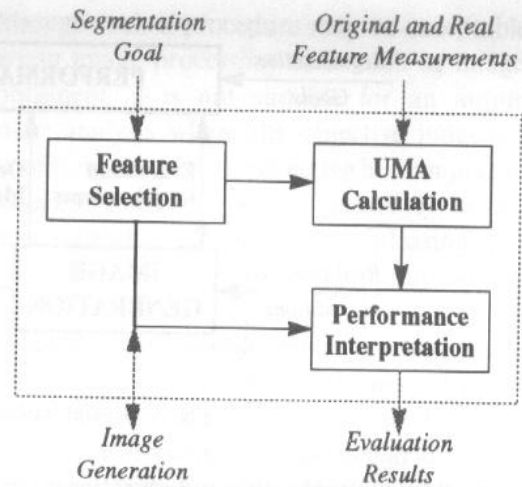 Segmentation
Goal
Original and Real
Feature Measurements
Feature
Selection
UMA
Calculation
Performance
Interpretation
Image
Generation
Evaluation
Results